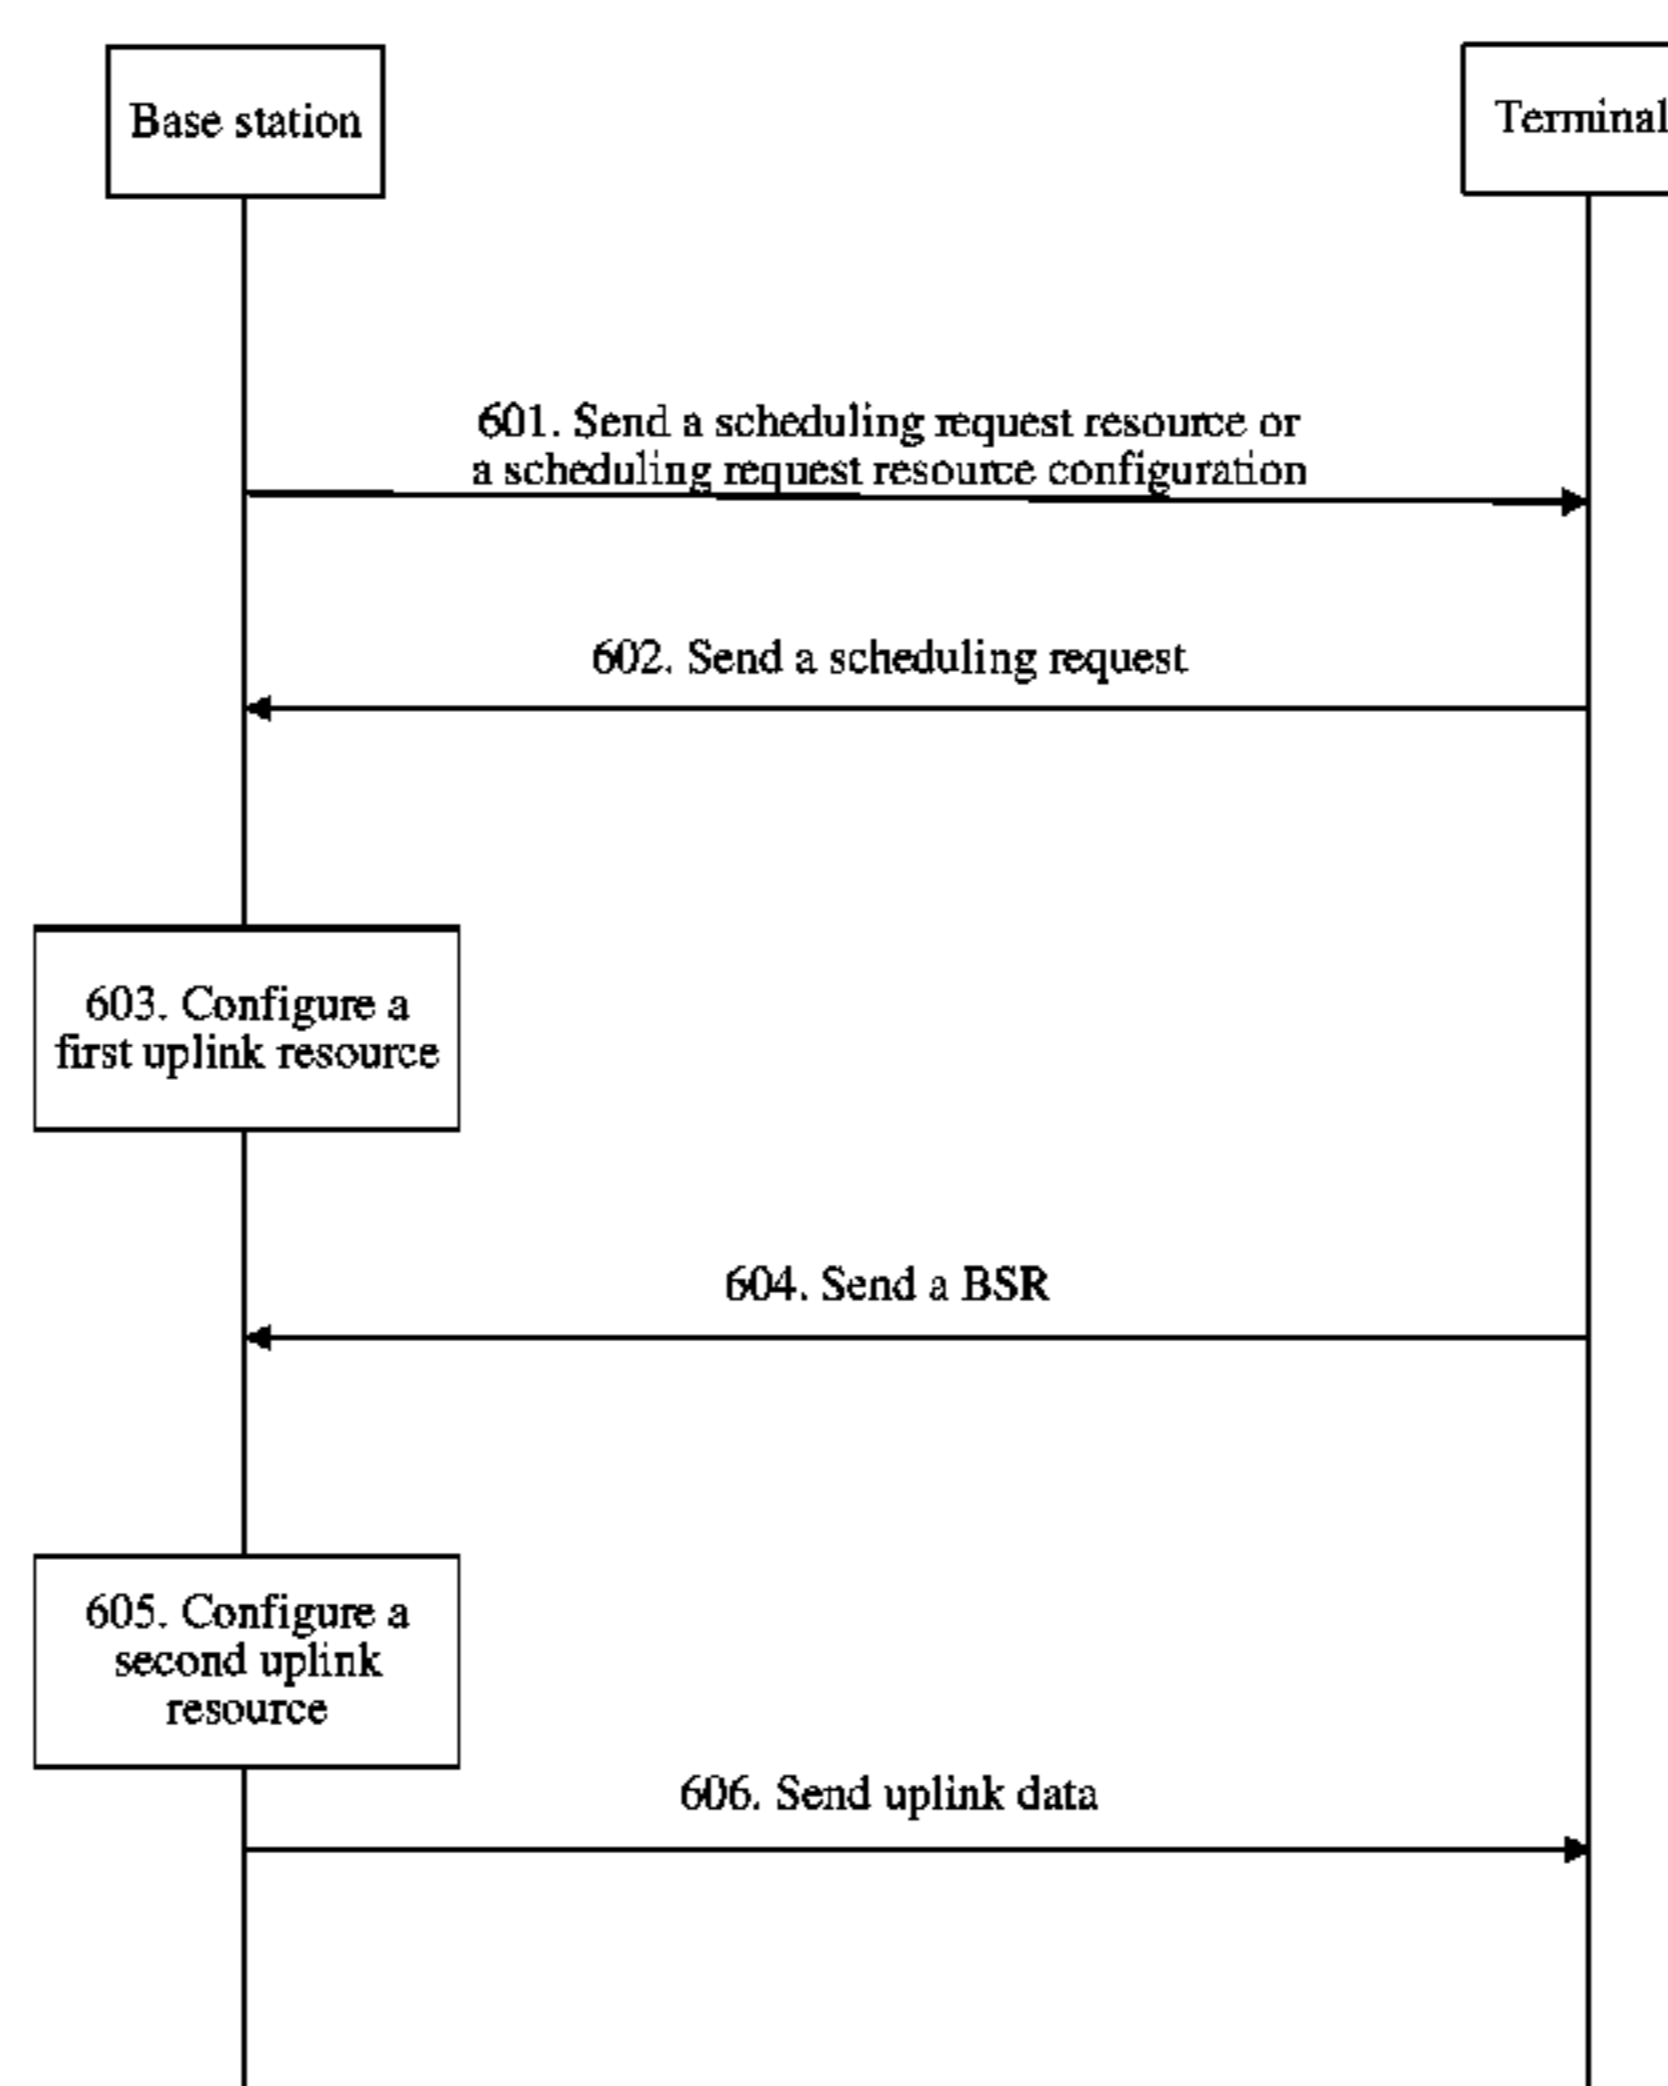 Base station
Terminal
601. Send a scheduling request resource or
a scheduling request resource configuration
602. Send a scheduling request
603. Configure a
first uplink resource
604. Send a BSR
605. Configure a
second uplink
resource
606. Send uplink data